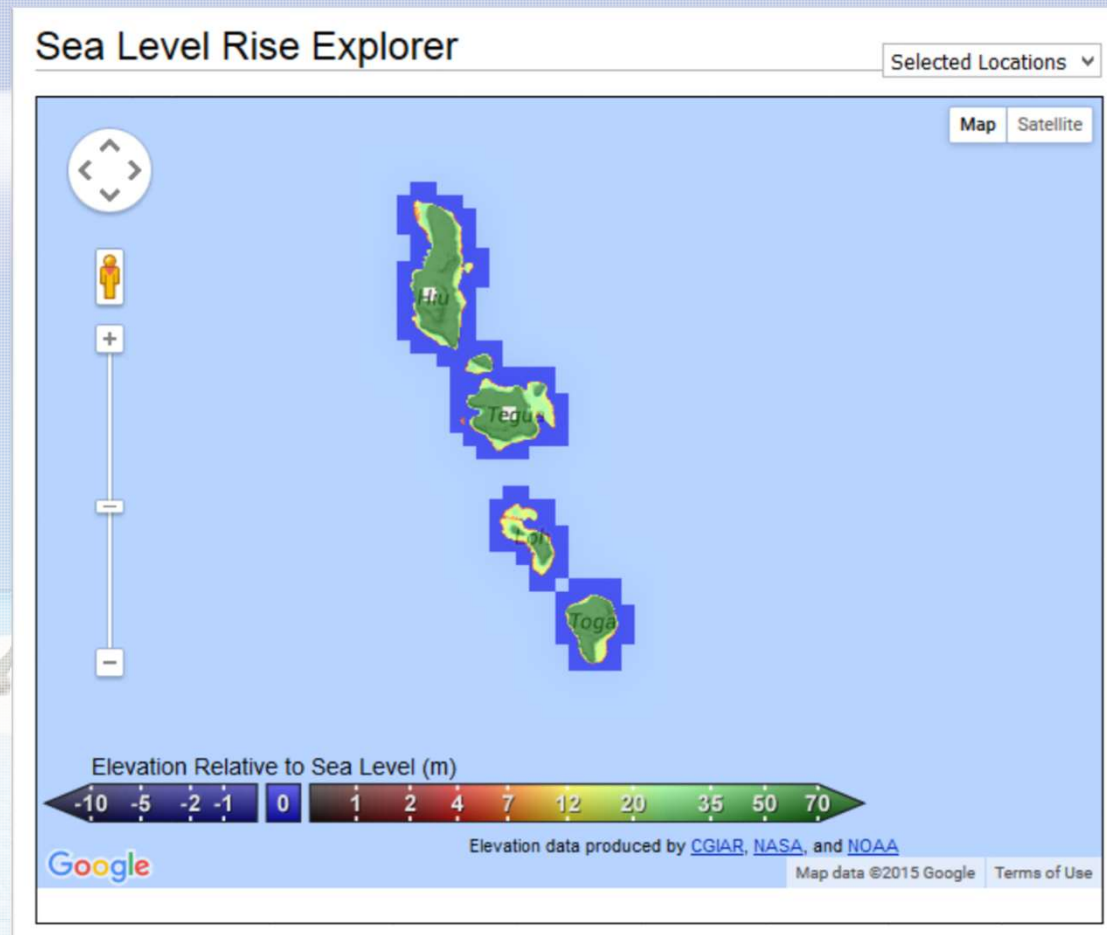 Sea Level Rise Explorer
Selected Locations
Map Satellite
Hiu
Tegua
Loh
Toga
Elevation Relative to Sea Level (m)
-10 -5 -2 -1 0 1 2 4 7 12 20 35 50 70
Elevation data produced by CGIAR, NASA, and NOAA
Google
Map data ©2015 Google Terms of Use